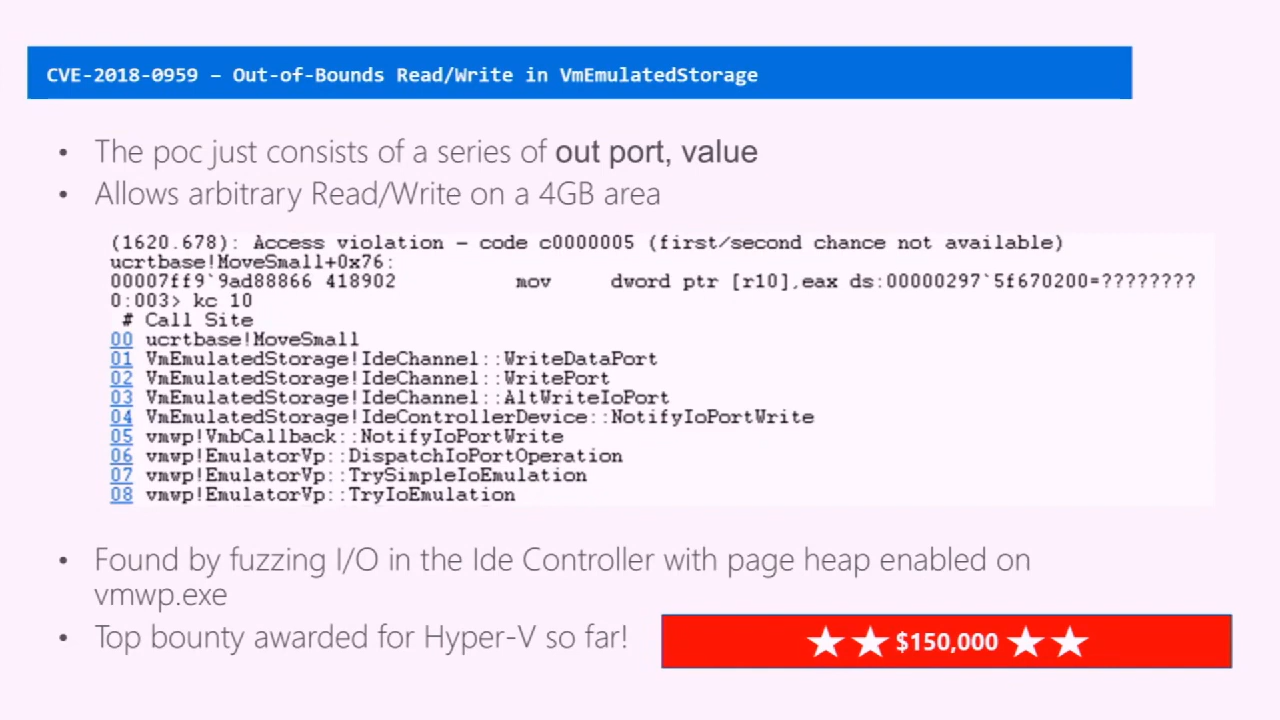 CVE-2018-0959 – Out-of-Bounds Read/Write in VmEmulatedStorage
• The poc just consists of a series of out port, value
• Allows arbitrary Read/Write on a 4GB area
(1620.678): Access violation - code c0000005 (first/second chance not available)
ucrtbase!MoveSmall+0x76:
00007ff9`9ad88866 418902 mov dword ptr [r10],eax ds:00000297`5f670200=????????
0:003> kc 10
# Call Site
00 ucrtbase!MoveSmall
01 VmEmulatedStorage!IdeChannel::WriteDataPort
02 VmEmulatedStorage!IdeChannel::WritePort
03 VmEmulatedStorage!IdeChannel::AltWriteIoPort
04 VmEmulatedStorage!IdeControllerDevice::NotifyIoPortWrite
05 vmwp!VmbCallback::NotifyIoPortWrite
06 vmwp!EmulatorVp::DispatchIoPortOperation
07 vmwp!EmulatorVp::TrySimpleIoEmulation
08 vmwp!EmulatorVp::TryIoEmulation
• Found by fuzzing I/O in the Ide Controller with page heap enabled on
vmwp.exe
• Top bounty awarded for Hyper-V so far!
★★ $150,000 ★★